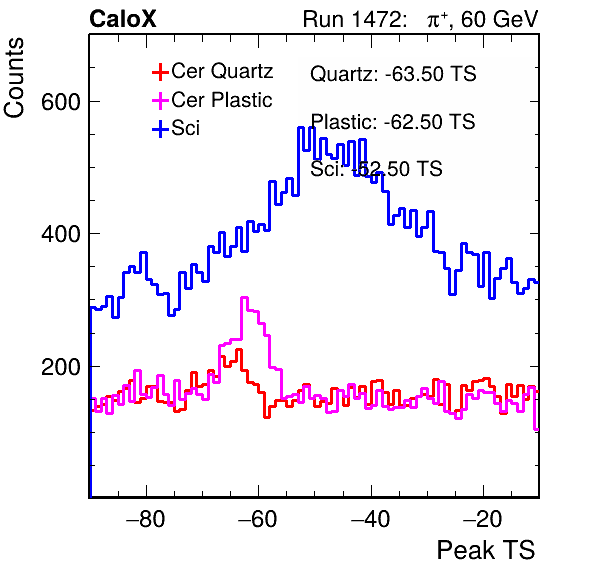 CaloX
Run 1472: π⁺, 60 GeV
Counts
Cer Quartz
Cer Plastic
Sci
Quartz: -63.50 TS
Plastic: -62.50 TS
Sci: -52.50 TS
600
400
200
−80
−60
−40
−20
Peak TS